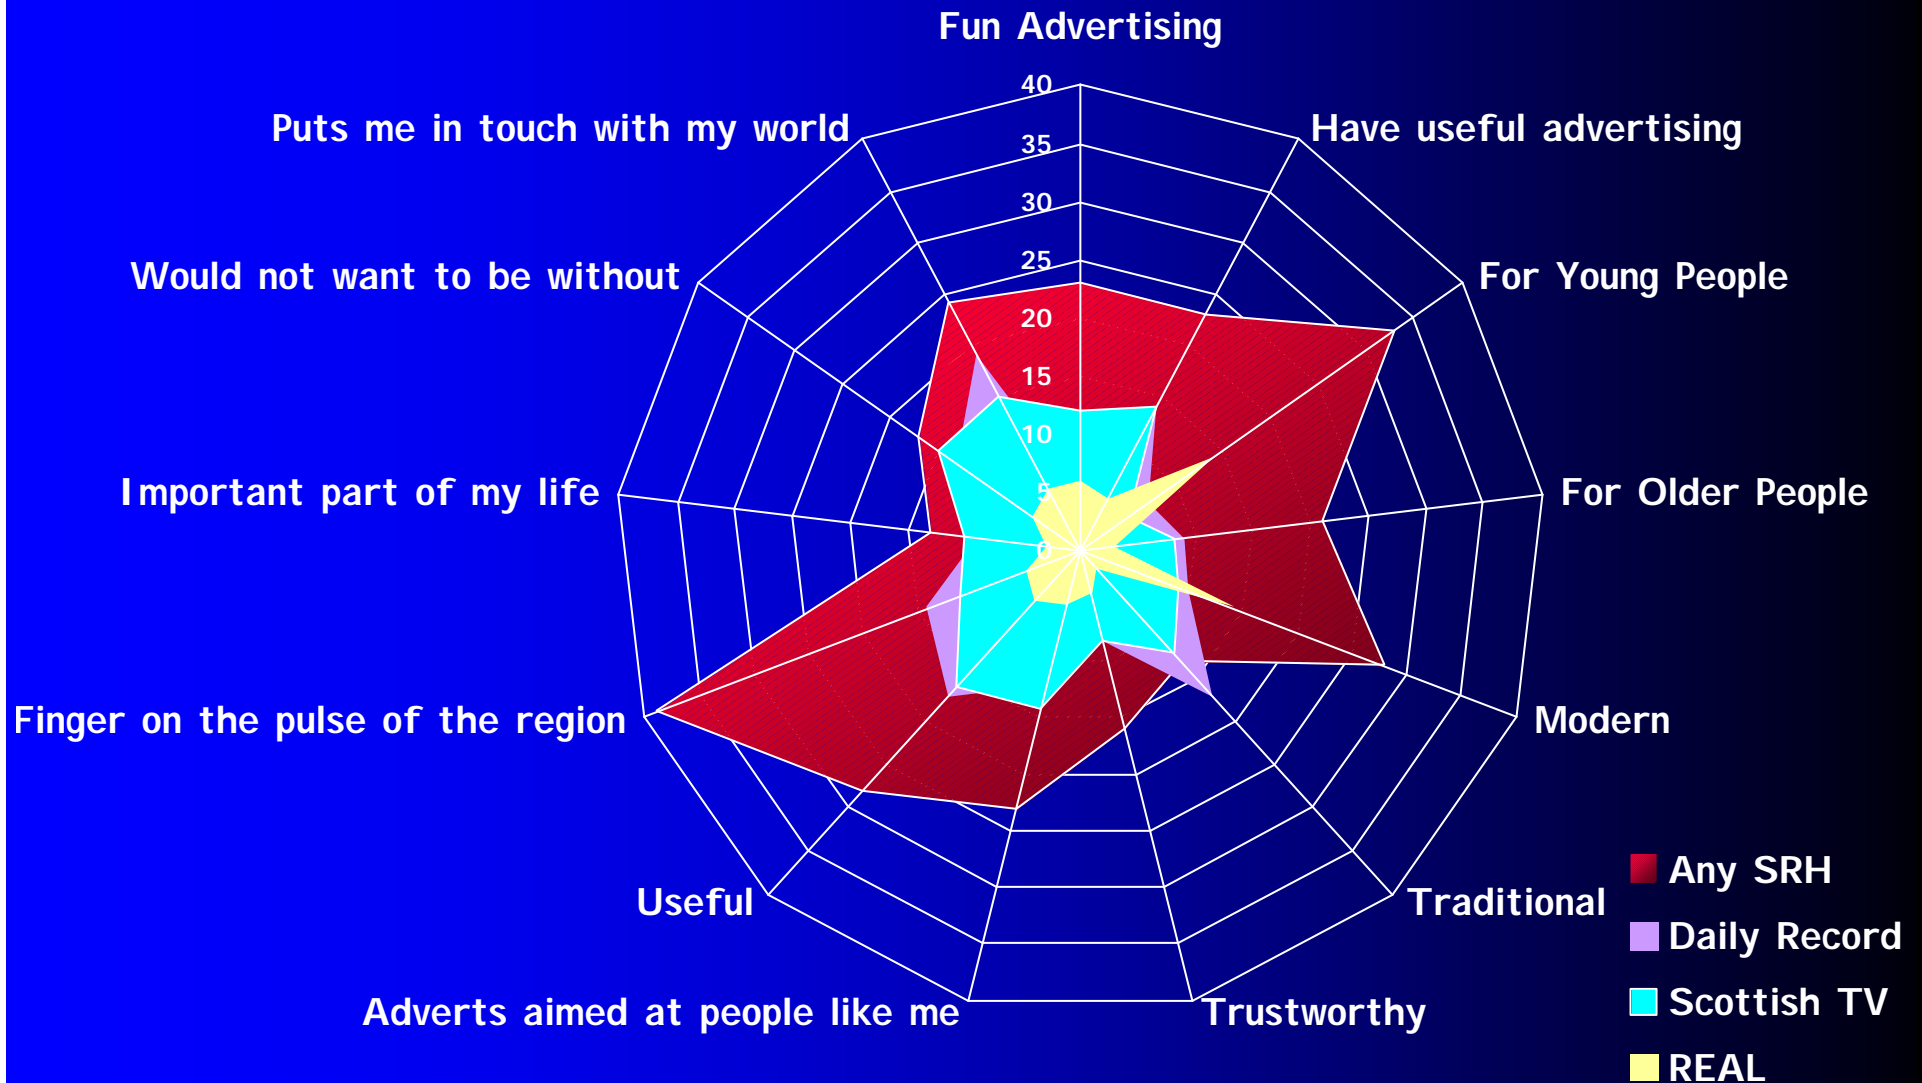 Fun Advertising
40
Puts me in touch with my world
Have useful advertising
35
30
25
Would not want to be without
For Young People
20
15
10
5
Important part of my life
For Older People
0
Finger on the pulse of the region
Modern
Any SRH
Useful
Traditional
Daily Record
Scottish TV
Adverts aimed at people like me
Trustworthy
REAL